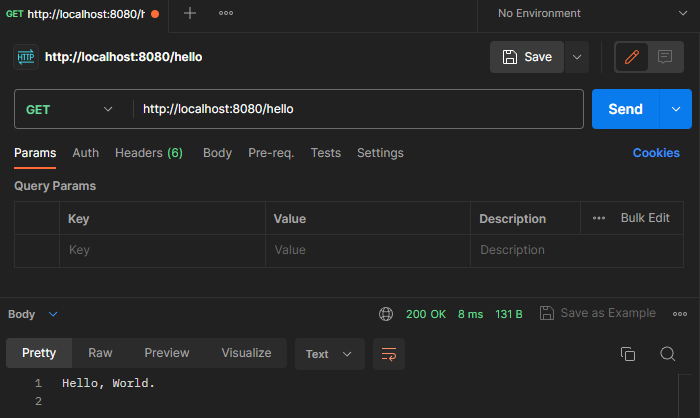 GET http://localhost:8080/h No Environment
HTTP http://localhost:8080/hello Save
GET http://localhost:8080/hello Send
Params Auth Headers (6) Body Pre-req. Tests Settings Cookies
Query Params
Key Value Description Bulk Edit
Key Value Description
Body 200 OK 8 ms 131 B Save as Example
Pretty Raw Preview Visualize Text
1 Hello, World.
2